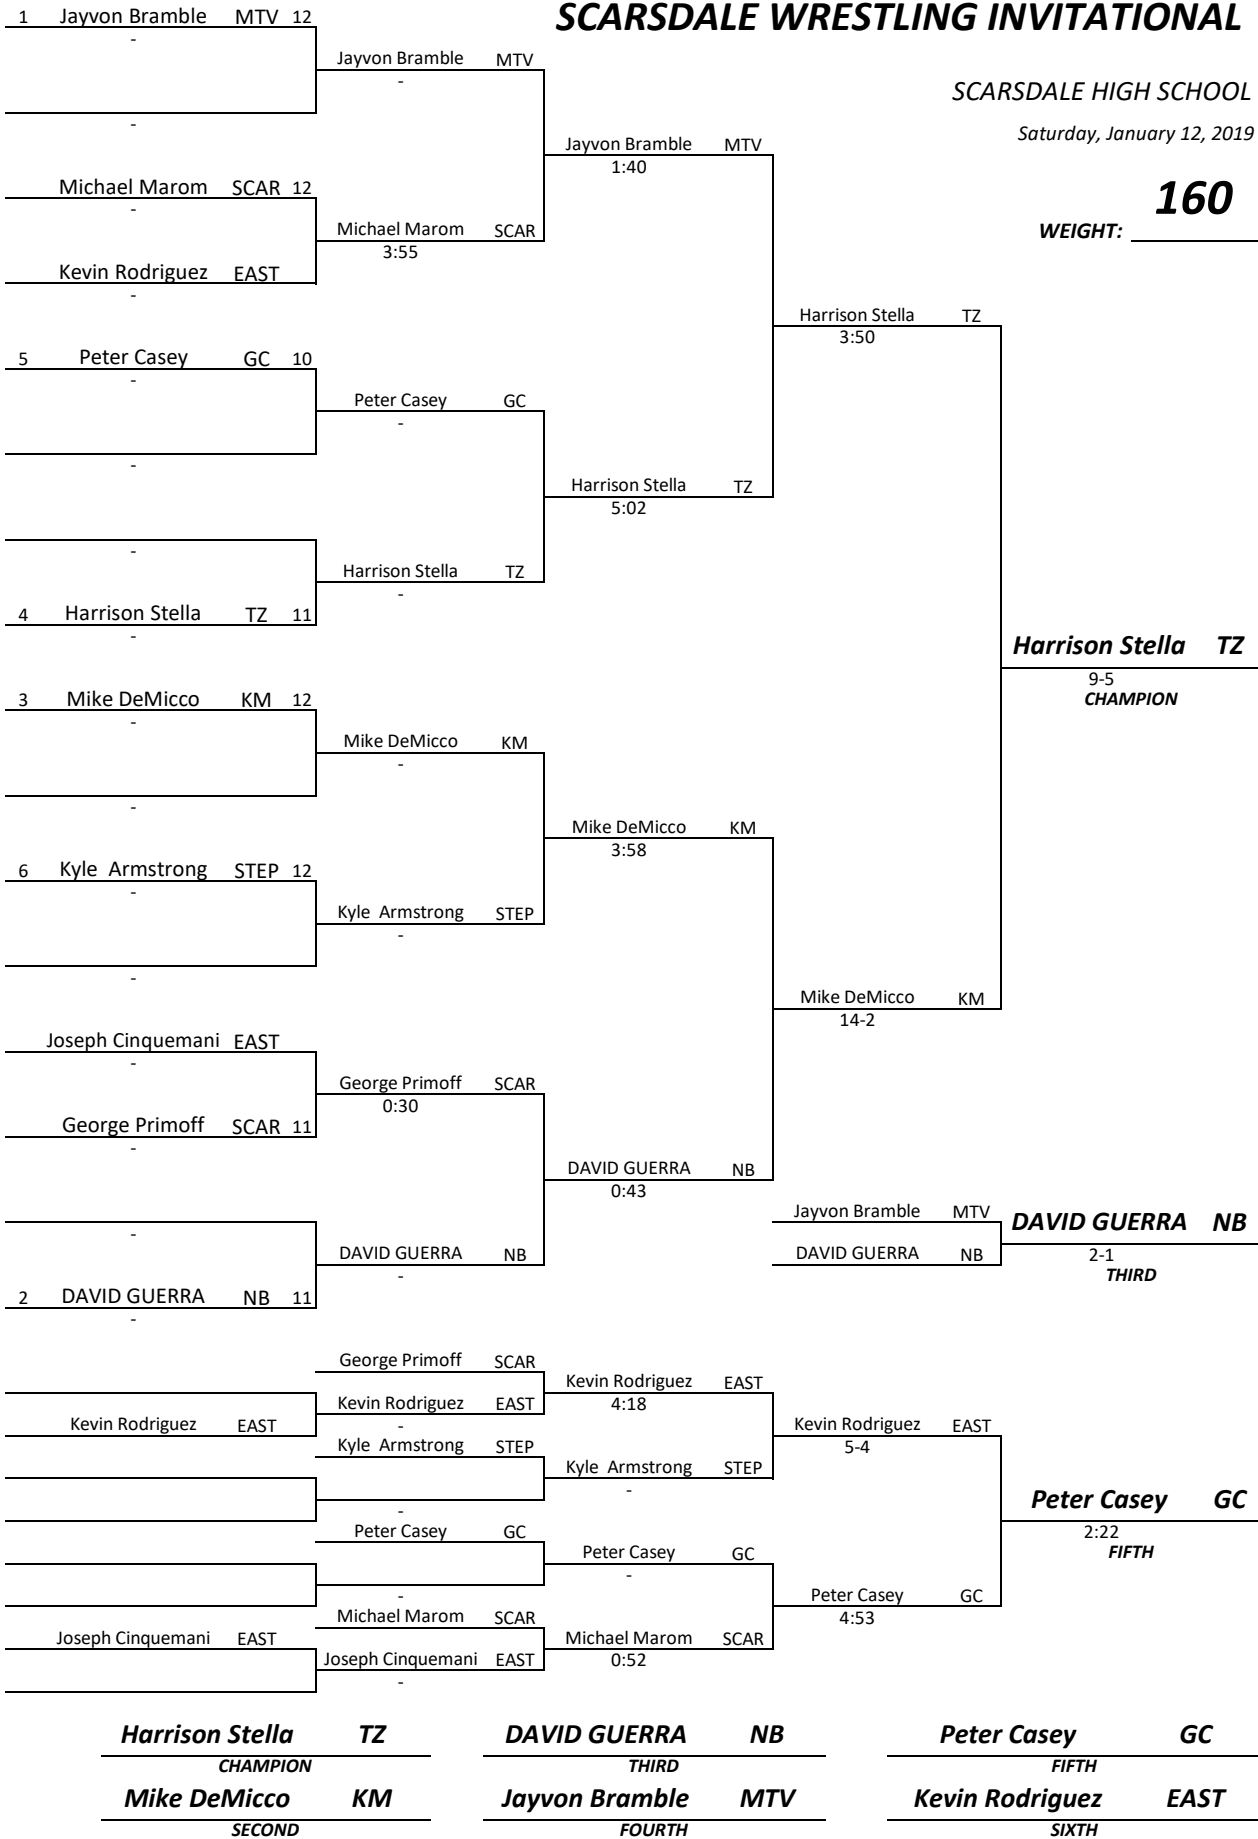 SCARSDALE WRESTLING INVITATIONAL
SCARSDALE HIGH SCHOOL
Saturday, January 12, 2019
WEIGHT: 160
1 Jayvon Bramble MTV 12
-
-
Michael Marom SCAR 12
-
Kevin Rodriguez EAST
-
5 Peter Casey GC 10
-
-
-
4 Harrison Stella TZ 11
-
3 Mike DeMicco KM 12
-
-
6 Kyle Armstrong STEP 12
-
-
Joseph Cinquemani EAST
-
George Primoff SCAR 11
-
-
2 DAVID GUERRA NB 11
-
Jayvon Bramble MTV
-
Michael Marom SCAR
3:55
Peter Casey GC
-
Harrison Stella TZ
-
Mike DeMicco KM
-
Kyle Armstrong STEP
-
George Primoff SCAR
0:30
DAVID GUERRA NB
-
Jayvon Bramble MTV
1:40
Harrison Stella TZ
5:02
Mike DeMicco KM
3:58
DAVID GUERRA NB
0:43
Harrison Stella TZ
3:50
Mike DeMicco KM
14-2
Harrison Stella TZ
9-5
CHAMPION
Jayvon Bramble MTV
DAVID GUERRA NB
DAVID GUERRA NB
2-1
THIRD
Kevin Rodriguez EAST
Joseph Cinquemani EAST
George Primoff SCAR
Kevin Rodriguez EAST
-
Kyle Armstrong STEP
-
Peter Casey GC
-
Michael Marom SCAR
Joseph Cinquemani EAST
-
Kevin Rodriguez EAST
4:18
Kyle Armstrong STEP
-
Peter Casey GC
-
Michael Marom SCAR
0:52
Kevin Rodriguez EAST
5-4
Peter Casey GC
4:53
Peter Casey GC
2:22
FIFTH
Harrison Stella TZ
CHAMPION
DAVID GUERRA NB
THIRD
Peter Casey GC
FIFTH
Mike DeMicco KM
SECOND
Jayvon Bramble MTV
FOURTH
Kevin Rodriguez EAST
SIXTH